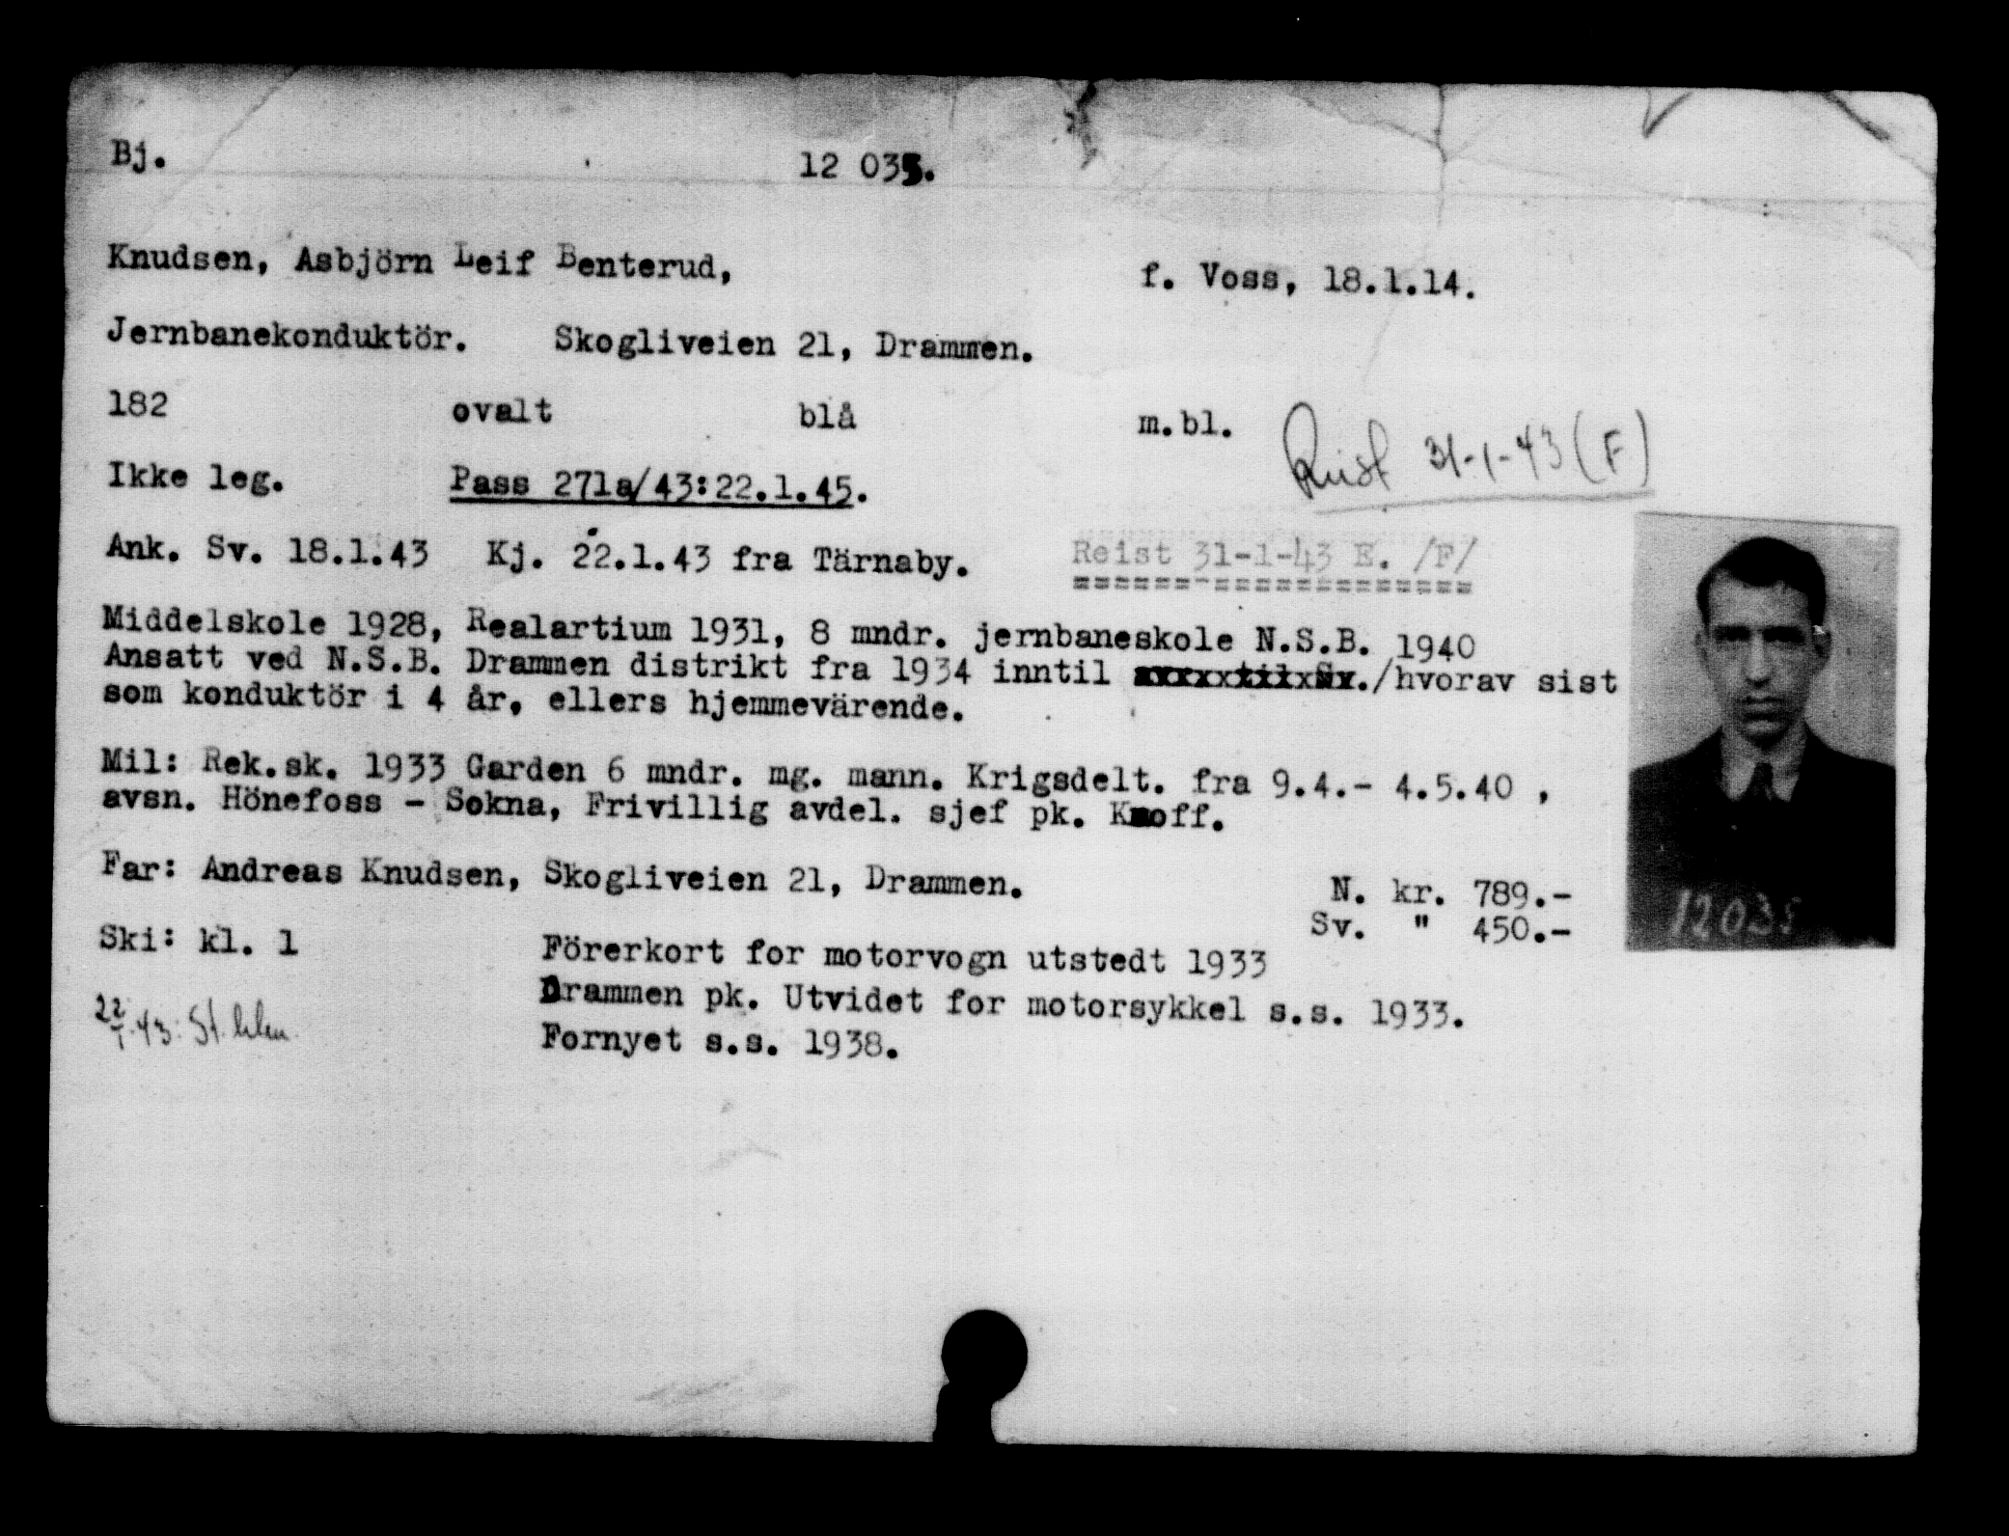 Bj. 12 035.
Knudsen, Asbjörn Leif Benterud, f. Voss, 18.1.14.
Jernbanekonduktör. Skogliveien 21, Drammen.
182 ovalt blå m.bl.
Reist 31-1-43 (F)
Ikke leg. Pass 271a/43:22.1.45.
Ank. Sv. 18.1.43 Kj. 22.1.43 fra Tärnaby. Reist 31-1-43 E. /F/
====================
Middelskole 1928, Realartium 1931, 8 mndr. jernbaneskole N.S.B. 1940
Ansatt ved N.S.B. Drammen distrikt fra 1934 inntil ./hvorav sist
som konduktör i 4 år, ellers hjemmevärende.
Mil: Rek.sk. 1933 Garden 6 mndr. mg. mann. Krigsdelt. fra 9.4.- 4.5.40 ,
avsn. Hönefoss - Sokna, Frivillig avdel. sjef pk.
Far: Andreas Knudsen, Skogliveien 21, Drammen.
N. kr. 789.-
Sv. " 450.-
Ski: kl. 1
Förerkort for motorvogn utstedt 1933
Drammen pk. Utvidet for motorsykkel s.s. 1933.
Fornyet s.s. 1938.
22/1-43: St.
12035